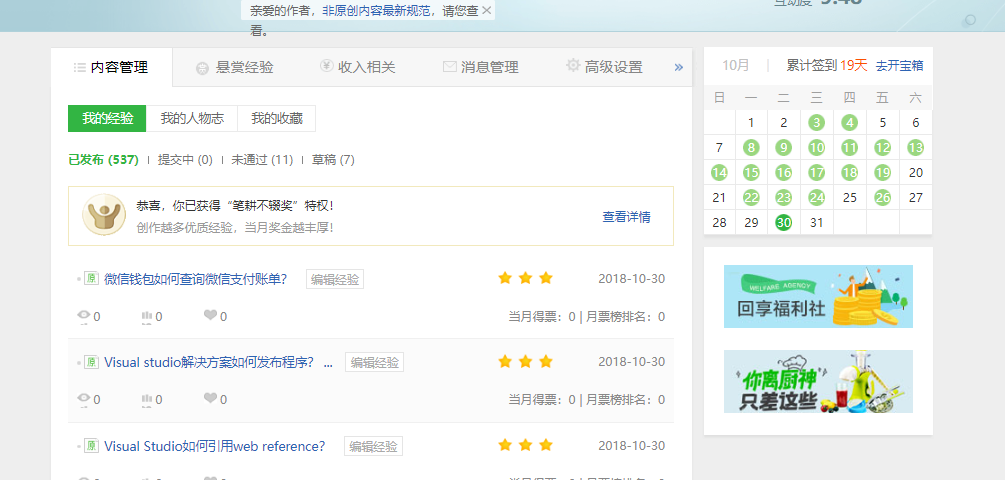 亲爱的作者，非原创内容最新规范，请您查
看。
内容管理
悬赏经验
收入相关
消息管理
高级设置
»
我的经验
我的人物志
我的收藏
已发布 (537) | 提交中 (0) | 未通过 (11) | 草稿 (7)
恭喜，你已获得“笔耕不辍奖”特权！
创作越多优质经验，当月奖金越丰厚！
查看详情
原 微信钱包如何查询微信支付账单？ 编辑经验 2018-10-30
0 0 0 当月得票：0 | 月票榜排名：0
原 Visual studio解决方案如何发布程序？ ... 编辑经验 2018-10-30
0 0 0 当月得票：0 | 月票榜排名：0
原 Visual Studio如何引用web reference？ 编辑经验 2018-10-30
10月 | 累计签到 19天 去开宝箱
日 一 二 三 四 五 六
1 2 3 4 5 6
7 8 9 10 11 12 13
14 15 16 17 18 19 20
21 22 23 24 25 26 27
28 29 30 31
WELFARE AGENCY
回享福利社
你离厨神
只差这些